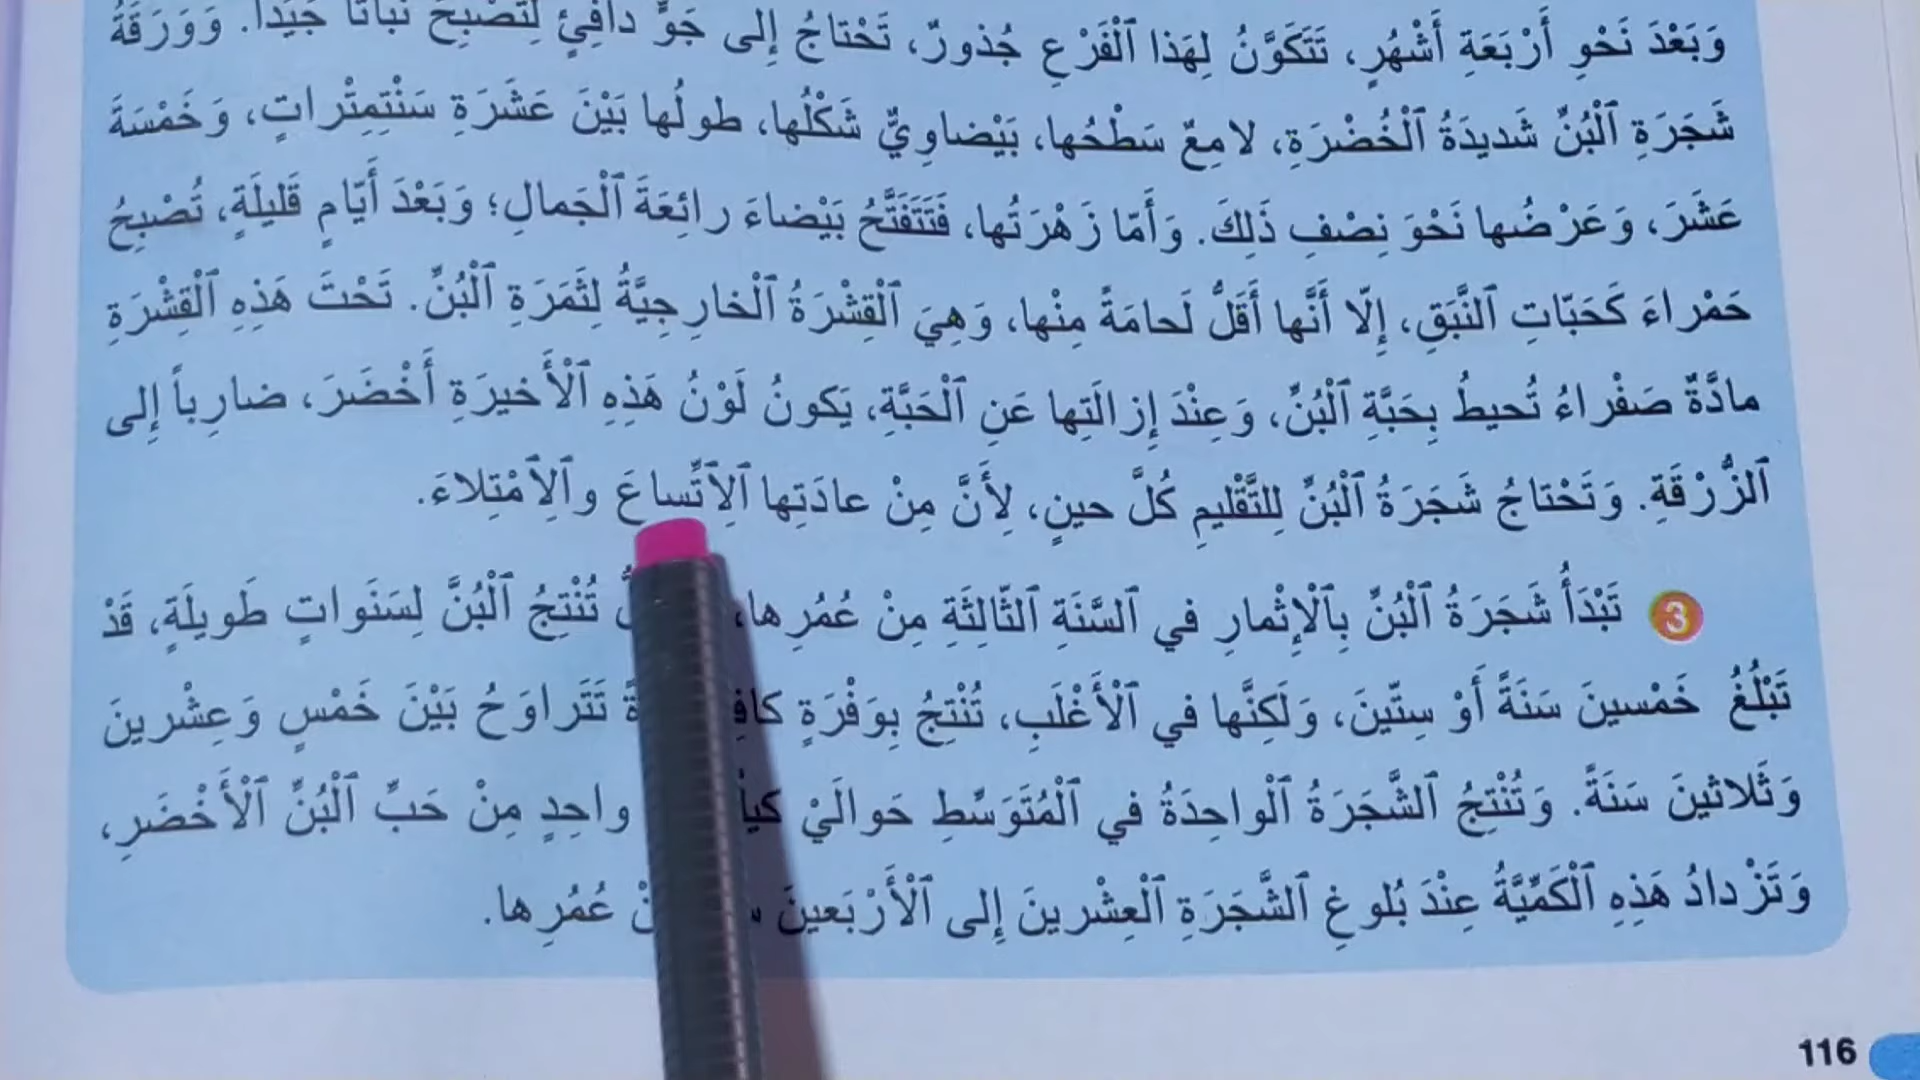 وَبَعْدَ نَحْوِ أَرْبَعَةِ أَشْهُرٍ، تَتَكَوَّنُ لِهَذا ٱلْفَرْعِ جُذورٌ، تَحْتاجُ إِلى جَوٍّ دافِئٍ لِتُصْبِحَ نَباتاً جَيِّداً. وَوَرَقَةُ
شَجَرَةِ ٱلْبُنِّ شَديدَةُ ٱلْخُضْرَةِ، لامِعٌ سَطْحُها، بَيْضاوِيٌّ شَكْلُها، طولُها بَيْنَ عَشَرَةِ سَنْتِمِتْراتٍ، وَخَمْسَةَ
عَشَرَ، وَعَرْضُها نَحْوَ نِصْفِ ذَلِكَ. وَأَمّا زَهْرَتُها، فَتَتَفَتَّحُ بَيْضاءَ رائِعَةَ ٱلْجَمالِ؛ وَبَعْدَ أَيّامٍ قَليلَةٍ، تُصْبِحُ
حَمْراءَ كَحَبّاتِ ٱلنَّبَقِ، إِلّا أَنَّها أَقَلُّ لَحامَةً مِنْها، وَهِيَ ٱلْقِشْرَةُ ٱلْخارِجِيَّةُ لِثَمَرَةِ ٱلْبُنِّ. تَحْتَ هَذِهِ ٱلْقِشْرَةِ
مادَّةٌ صَفْراءُ تُحيطُ بِحَبَّةِ ٱلْبُنِّ، وَعِنْدَ إِزالَتِها عَنِ ٱلْحَبَّةِ، يَكونُ لَوْنُ هَذِهِ ٱلْأَخيرَةِ أَخْضَرَ، ضارِباً إِلى
ٱلزُّرْقَةِ. وَتَحْتاجُ شَجَرَةُ ٱلْبُنِّ لِلتَّقْليمِ كُلَّ حينٍ، لِأَنَّ مِنْ عادَتِها ٱلِٱتِّساعَ وٱلِٱمْتِلاءَ.
3 تَبْدَأُ شَجَرَةُ ٱلْبُنِّ بِٱلْإِثْمارِ في ٱلسَّنَةِ ٱلثّالِثَةِ مِنْ عُمُرِها، تُنْتِجُ ٱلْبُنَّ لِسَنَواتٍ طَويلَةٍ، قَدْ
تَبْلُغُ خَمْسينَ سَنَةً أَوْ سِتّينَ، وَلَكِنَّها في ٱلْأَغْلَبِ، تُنْتِجُ بِوَفْرَةٍ تَتَراوَحُ بَيْنَ خَمْسٍ وَعِشْرينَ
وَثَلاثينَ سَنَةً. وَتُنْتِجُ ٱلشَّجَرَةُ ٱلْواحِدَةُ في ٱلْمُتَوَسِّطِ حَوالَيْ واحِدٍ مِنْ حَبِّ ٱلْبُنِّ ٱلْأَخْضَرِ،
وَتَزْدادُ هَذِهِ ٱلْكَمِّيَّةُ عِنْدَ بُلوغِ ٱلشَّجَرَةِ ٱلْعِشْرينَ إِلى ٱلْأَرْبَعينَ عُمُرِها.
116